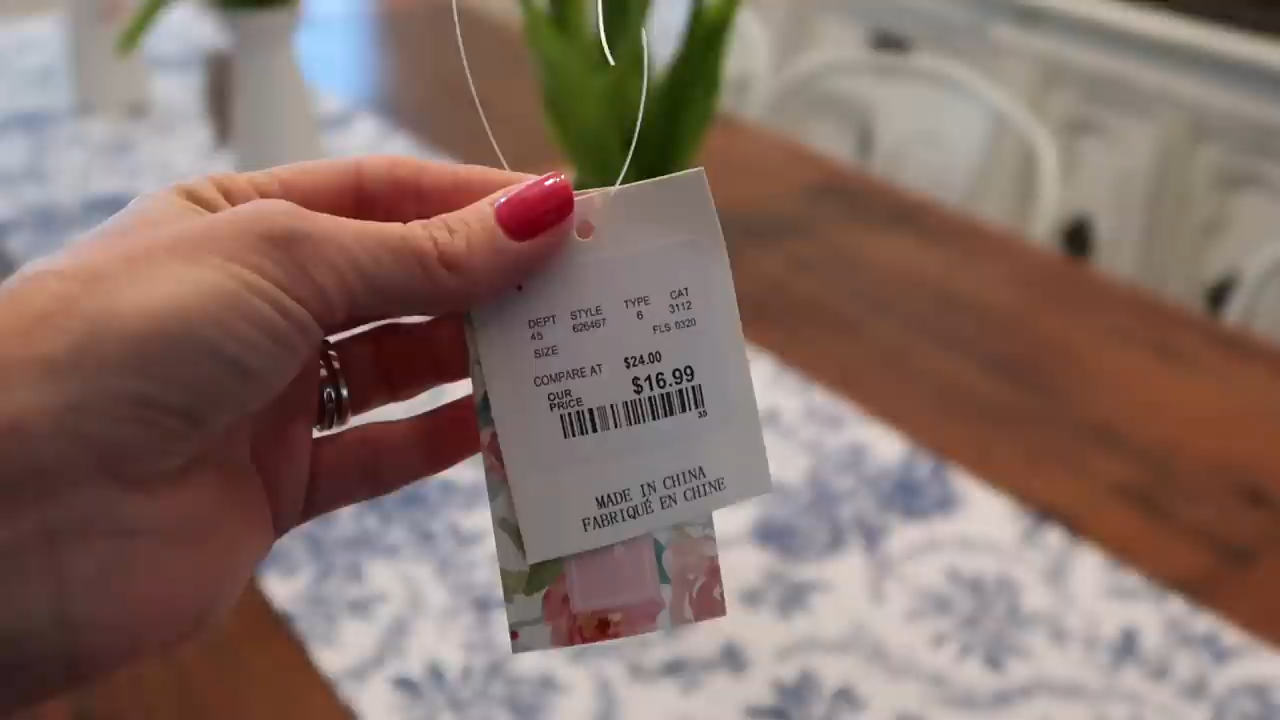 DEPT STYLE TYPE CAT
45 626467 6 3112
SIZE FLS 0320
COMPARE AT $24.00
OUR PRICE $16.99
35
MADE IN CHINA
FABRIQUÉ EN CHINE